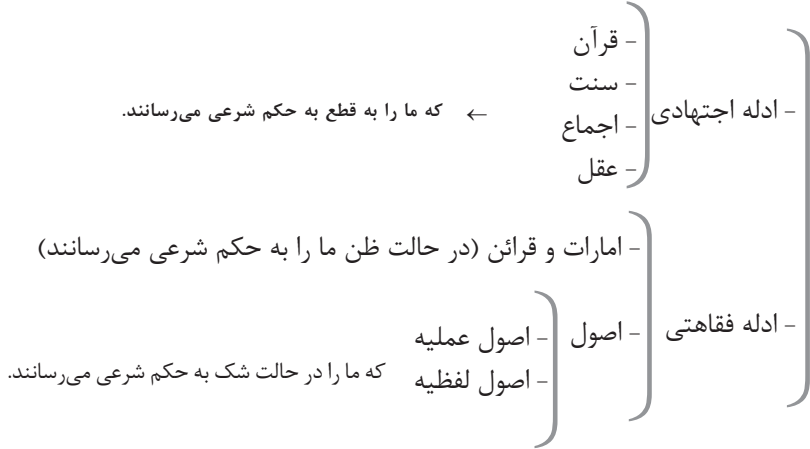 - ادله اجتهادی
- قرآن
- سنت
- اجماع
- عقل
← که ما را به قطع به حکم شرعی می‌رسانند.
- ادله فقاهتی
- امارات و قرائن (در حالت ظن ما را به حکم شرعی می‌رسانند)
- اصول
- اصول عملیه
- اصول لفظیه
که ما را در حالت شک به حکم شرعی می‌رسانند.